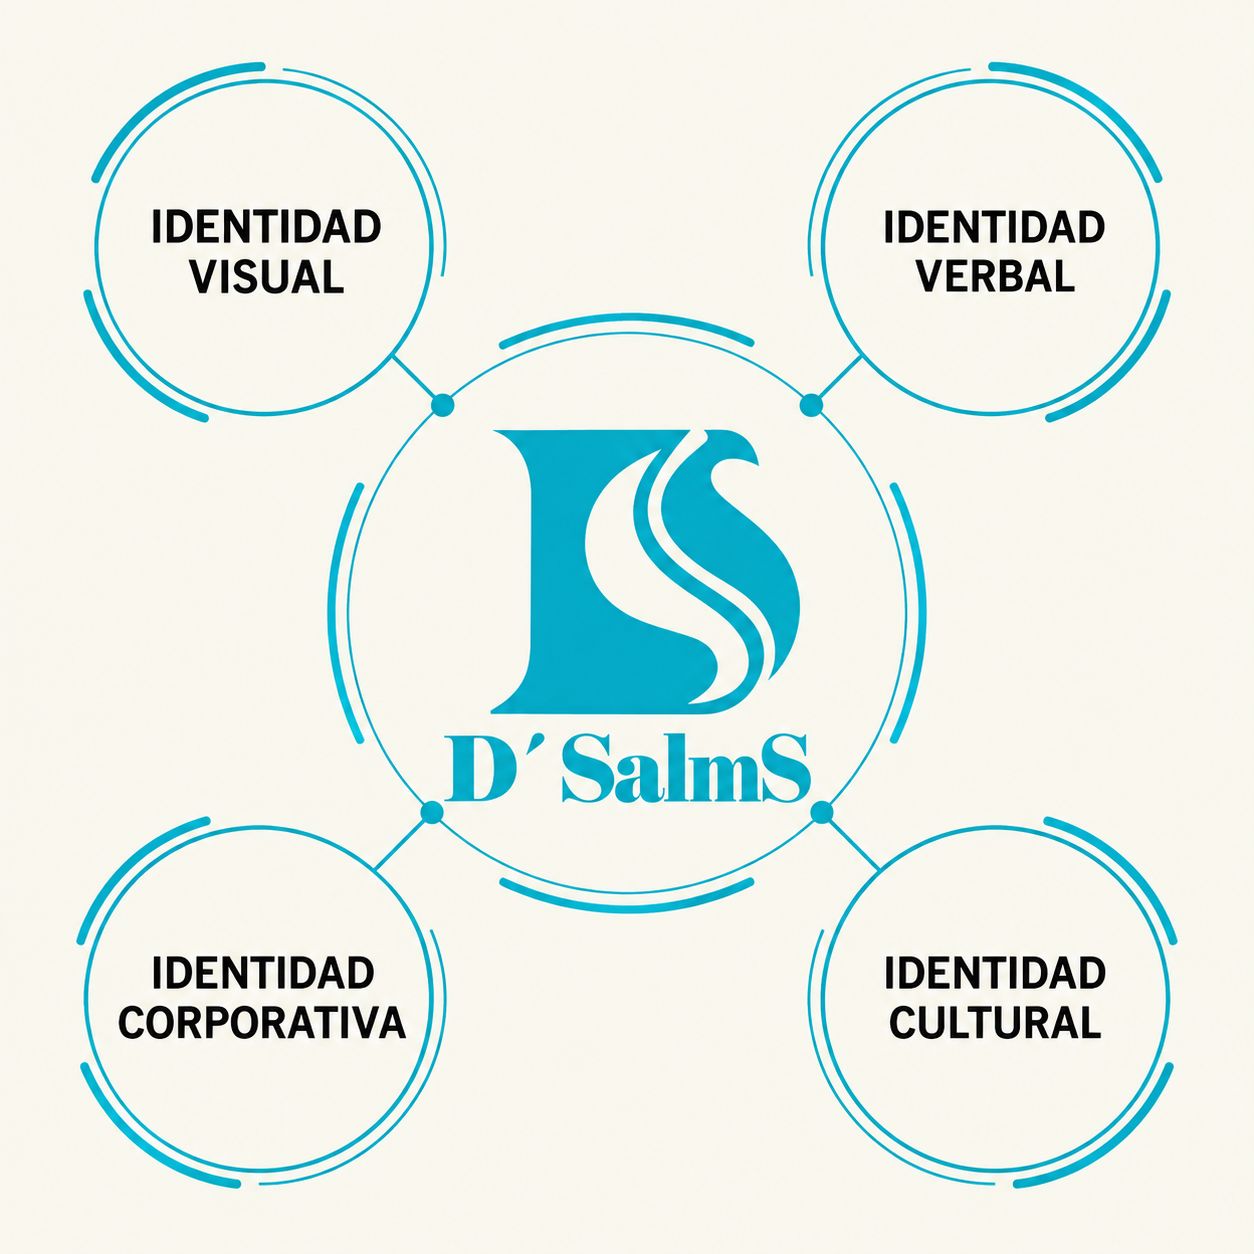 IDENTIDAD
VISUAL
IDENTIDAD
VERBAL
D´SalmS
IDENTIDAD
CORPORATIVA
IDENTIDAD
CULTURAL